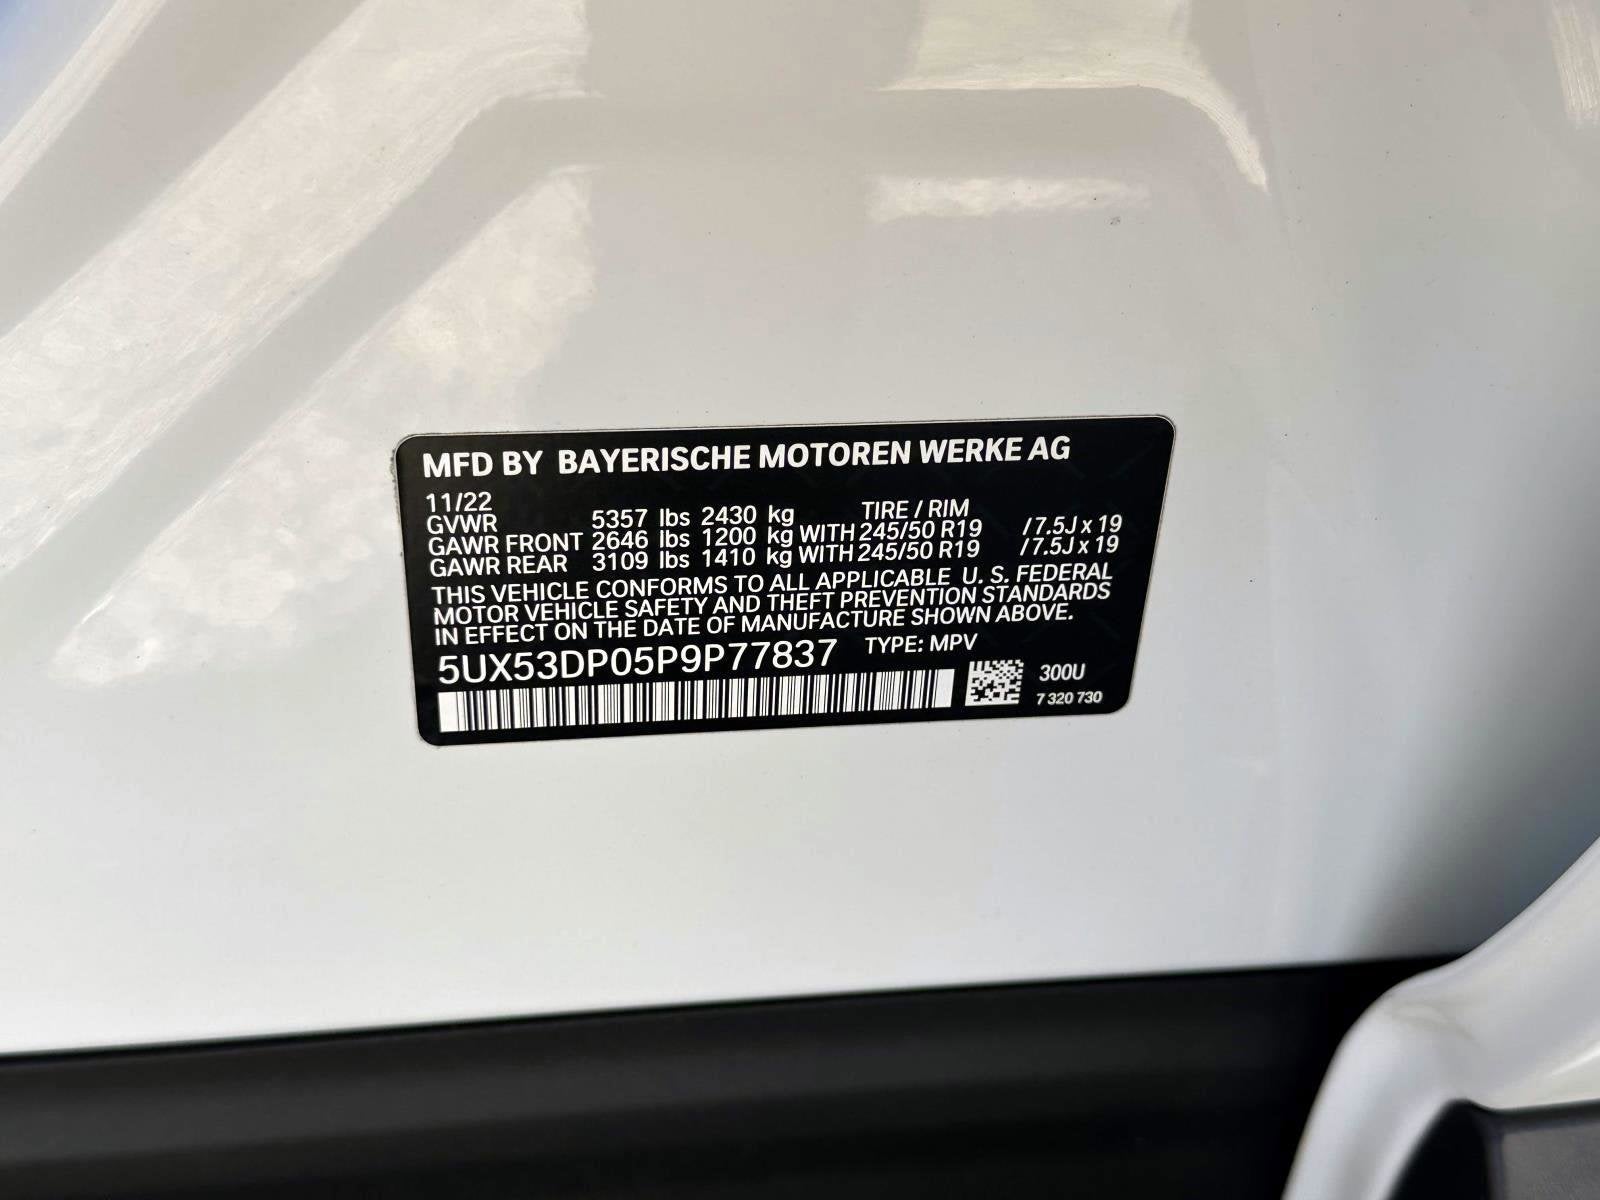 MFD BY BAYERISCHE MOTOREN WERKE AG
11/22 TIRE / RIM
GVWR 5357 lbs 2430 kg
GAWR FRONT 2646 lbs 1200 kg WITH 245/50 R19 / 7.5J x 19
GAWR REAR 3109 lbs 1410 kg WITH 245/50 R19 / 7.5J x 19
THIS VEHICLE CONFORMS TO ALL APPLICABLE U. S. FEDERAL
MOTOR VEHICLE SAFETY AND THEFT PREVENTION STANDARDS
IN EFFECT ON THE DATE OF MANUFACTURE SHOWN ABOVE.
5UX53DP05P9P77837 TYPE: MPV
300U
7 320 730